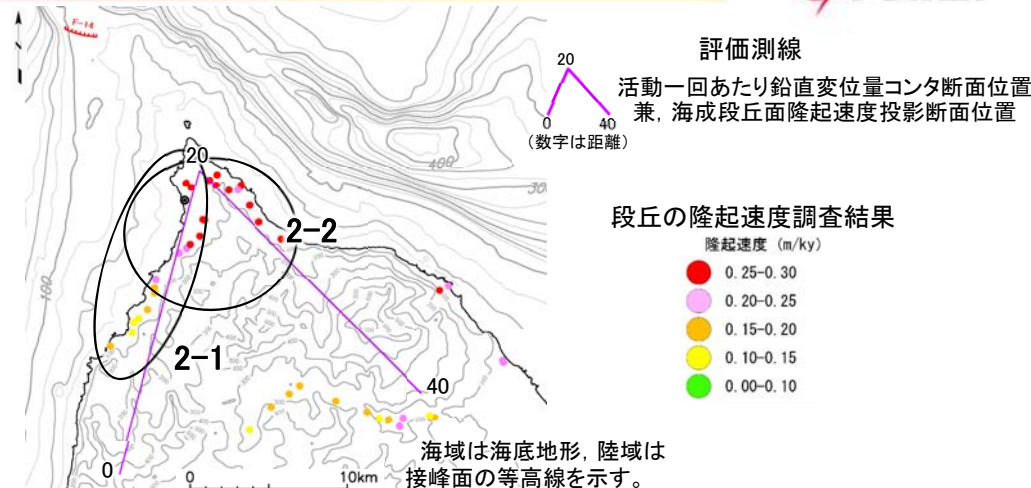 F-14
N
評価測線
20
0
40
(数字は距離)
活動一回あたり鉛直変位量コンタ断面位置
兼, 海成段丘面隆起速度投影断面位置
400
300
100
20
2-2
2-1
40
0
段丘の隆起速度調査結果
隆起速度 (m/ky)
0.25-0.30
0.20-0.25
0.15-0.20
0.10-0.15
0.00-0.10
海域は海底地形, 陸域は
接峰面の等高線を示す。
0
10km